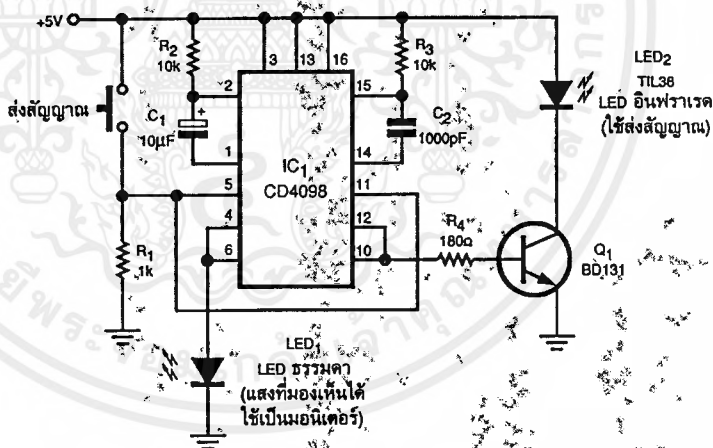 +5V
ส่งสัญญาณ
R2
10k
C1
+
10μF
R1
1k
3
13
16
2
1
5
4
6
15
14
11
12
10
IC1
CD4098
R3
10k
C2
1000pF
R4
180Ω
Q1
BD131
LED2
TIL38
LED อินฟราเรด
(ใช้ส่งสัญญาณ)
LED1
LED ธรรมดา
(แสงที่มองเห็นได้
ใช้เป็นมอนิเตอร์)